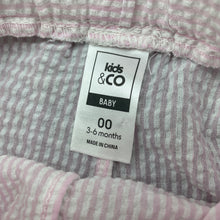 kids
&CO
BABY
00
3-6 months
MADE IN CHINA